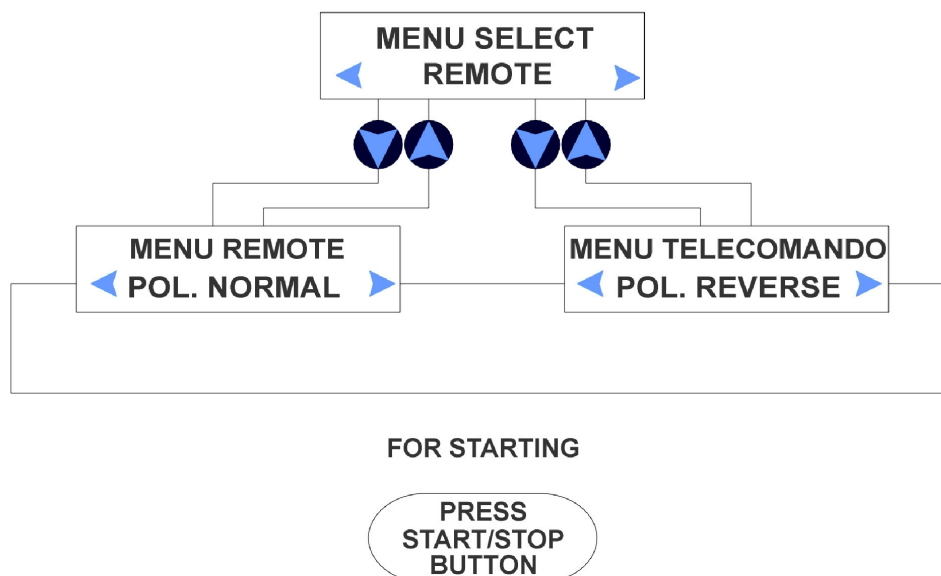 MENU SELECT
REMOTE
MENU REMOTE
POL. NORMAL
MENU TELECOMANDO
POL. REVERSE
FOR STARTING
PRESS
START/STOP
BUTTON